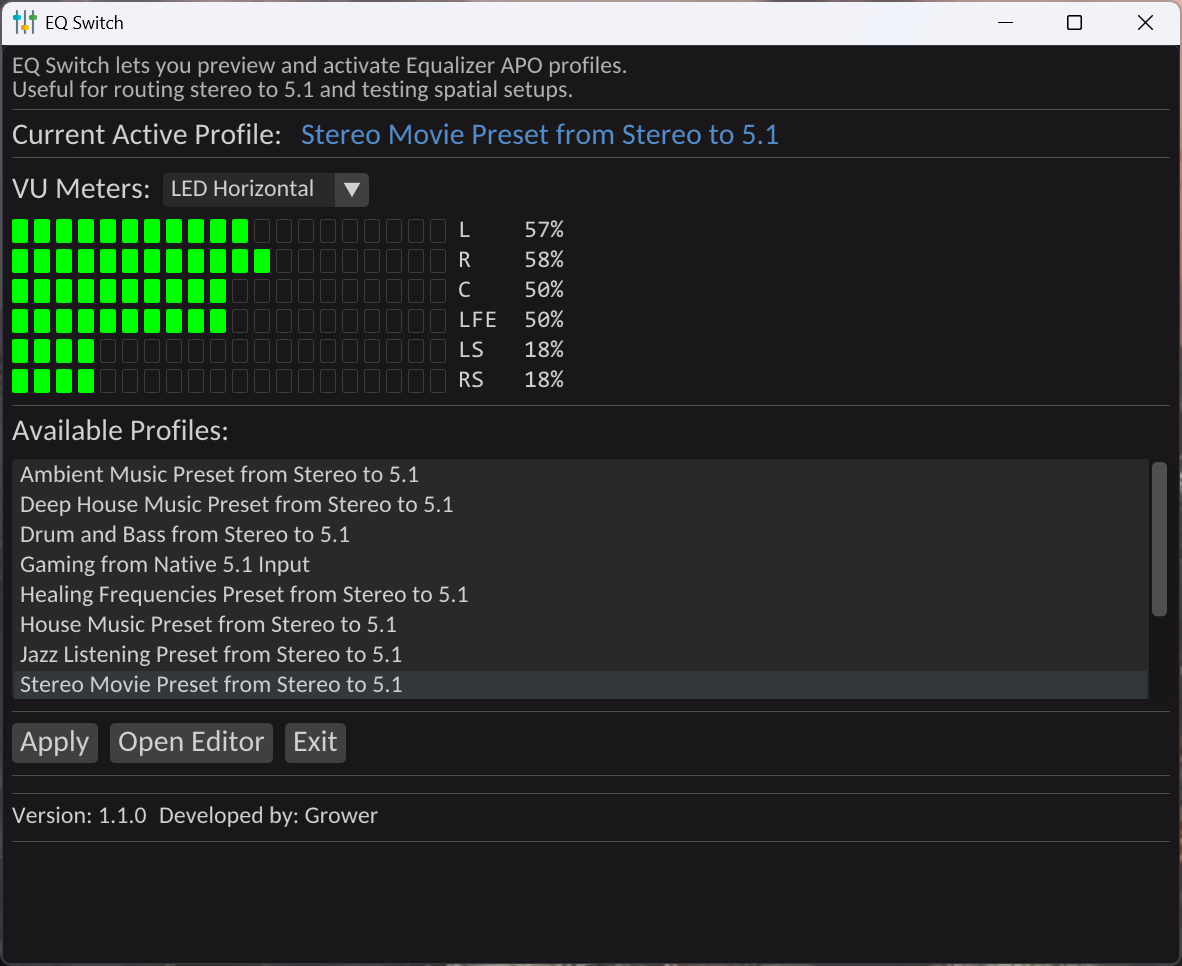 EQ Switch
EQ Switch lets you preview and activate Equalizer APO profiles.
Useful for routing stereo to 5.1 and testing spatial setups.
Current Active Profile: Stereo Movie Preset from Stereo to 5.1
VU Meters: LED Horizontal
L 57%
R 58%
C 50%
LFE 50%
LS 18%
RS 18%
Available Profiles:
Ambient Music Preset from Stereo to 5.1
Deep House Music Preset from Stereo to 5.1
Drum and Bass from Stereo to 5.1
Gaming from Native 5.1 Input
Healing Frequencies Preset from Stereo to 5.1
House Music Preset from Stereo to 5.1
Jazz Listening Preset from Stereo to 5.1
Stereo Movie Preset from Stereo to 5.1
Apply Open Editor Exit
Version: 1.1.0 Developed by: Grower